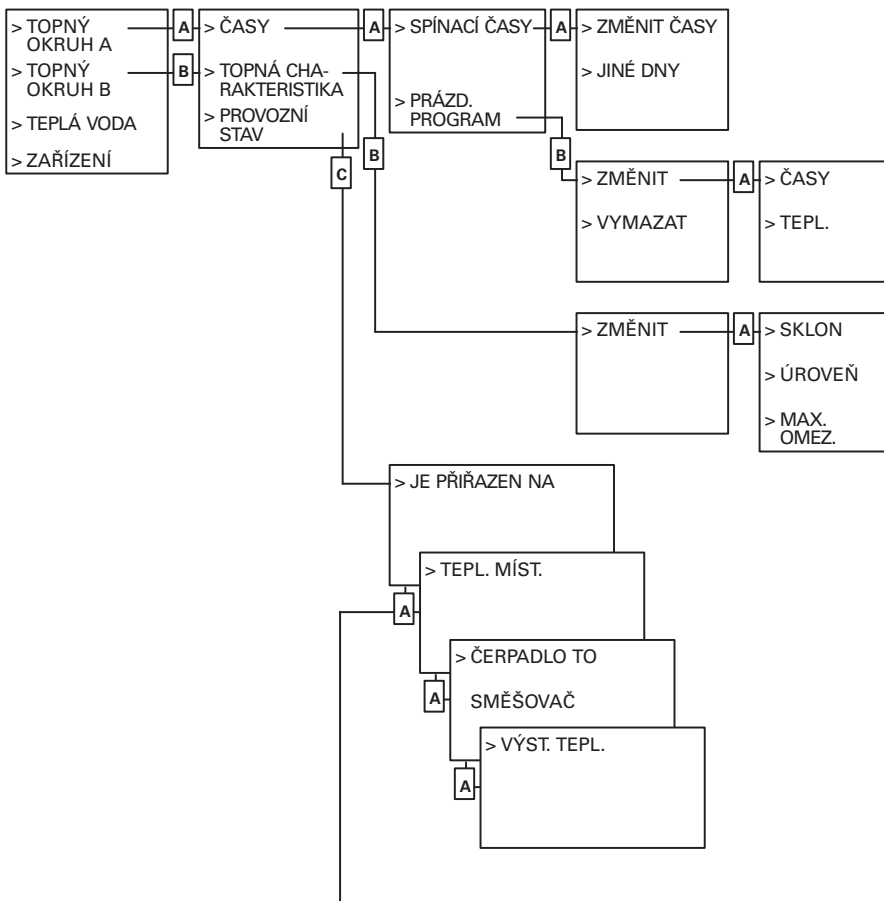 > TOPNÝ
OKRUH A
> TOPNÝ
OKRUH B
> TEPLÁ VODA
> ZAŘÍZENÍ
A
B
> ČASY
> TOPNÁ CHA-
RAKTERISTIKA
> PROVOZNÍ
STAV
A
B
C
> SPÍNACÍ ČASY
> PRÁZD.
PROGRAM
A
B
> ZMĚNIT ČASY
> JINÉ DNY
> ZMĚNIT
> VYMAZAT
A
> ČASY
> TEPL.
> ZMĚNIT
A
> SKLON
> ÚROVEŇ
> MAX.
OMEZ.
> JE PŘIŘAZEN NA
A
> TEPL. MÍST.
A
> ČERPADLO TO
SMĚŠOVAČ
A
> VÝST. TEPL.